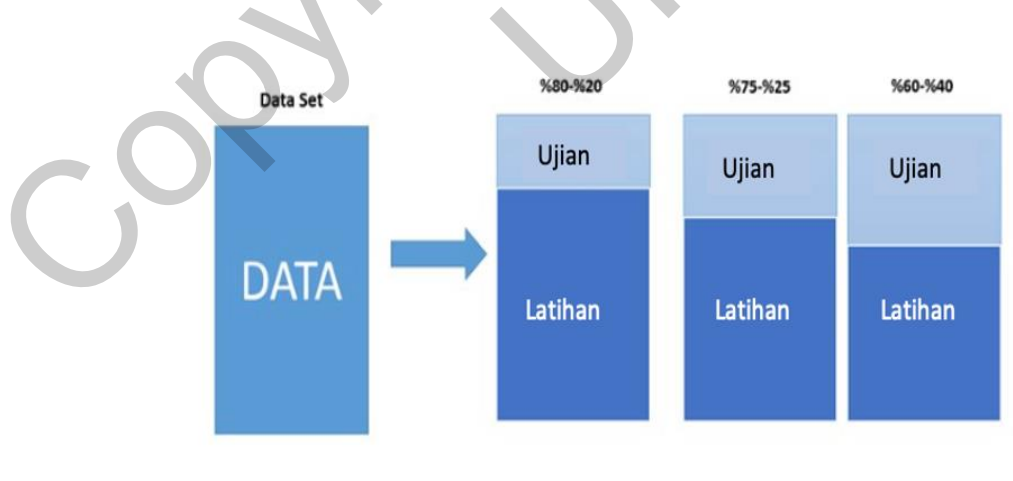 Data Set
DATA
%80-%20
Ujian
Latihan
%75-%25
Ujian
Latihan
%60-%40
Ujian
Latihan